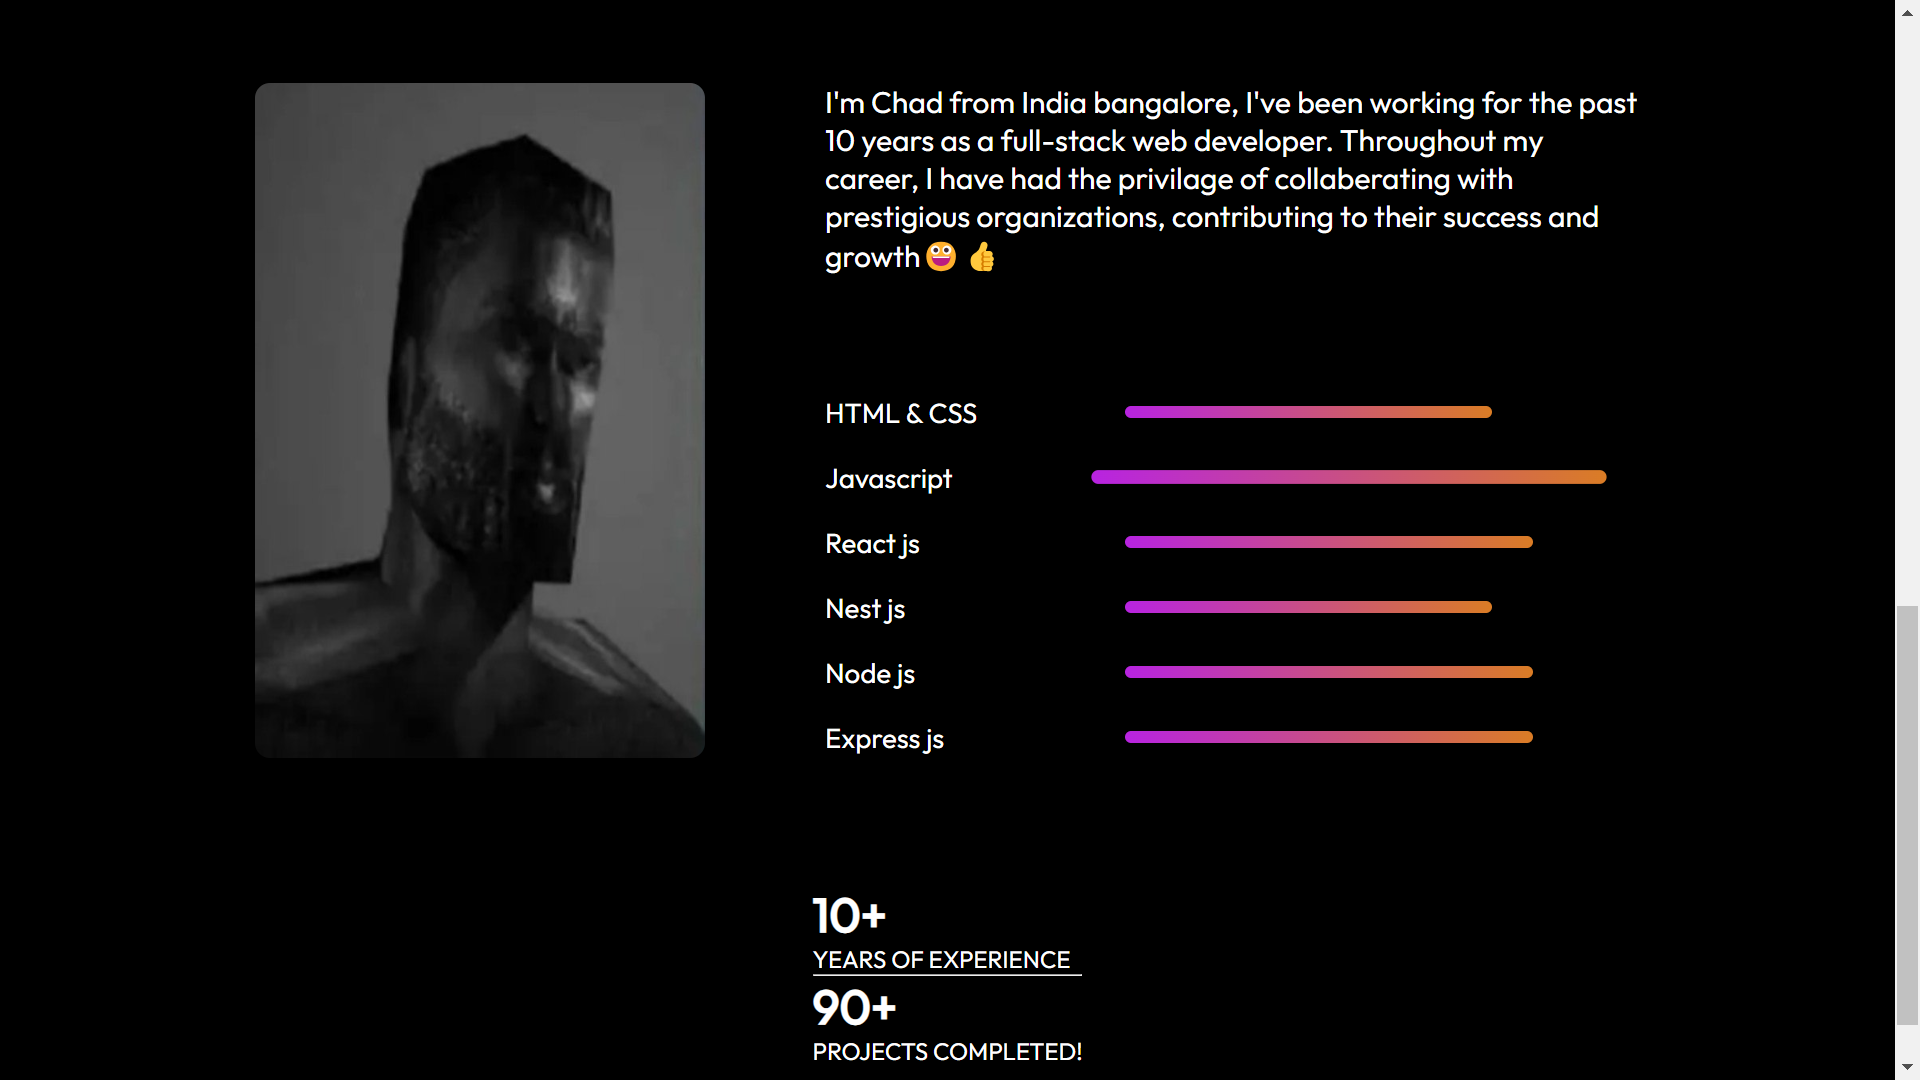 I'm Chad from India bangalore, I've been working for the past
10 years as a full-stack web developer. Throughout my
career, I have had the privilage of collaberating with
prestigious organizations, contributing to their success and
growth 😀 👍
HTML & CSS
Javascript
React js
Nest js
Node js
Express js
10+
YEARS OF EXPERIENCE
90+
PROJECTS COMPLETED!